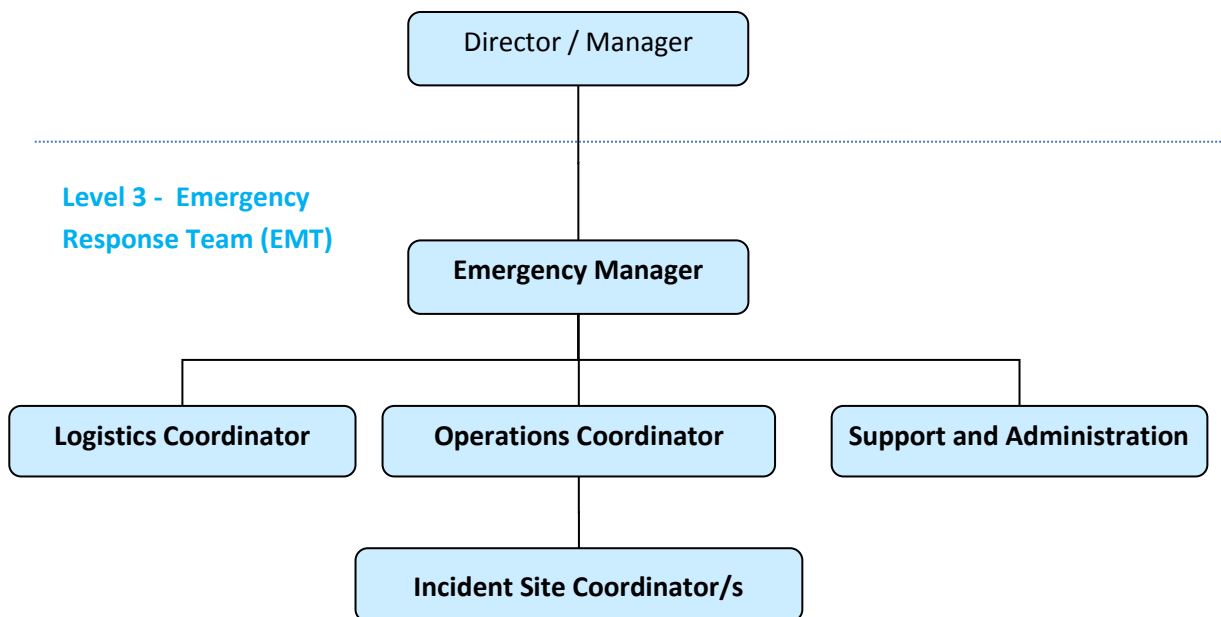 Director / Manager
Level 3 -  Emergency
Response Team (EMT)
Emergency Manager
Logistics Coordinator
Operations Coordinator
Support and Administration
Incident Site Coordinator/s